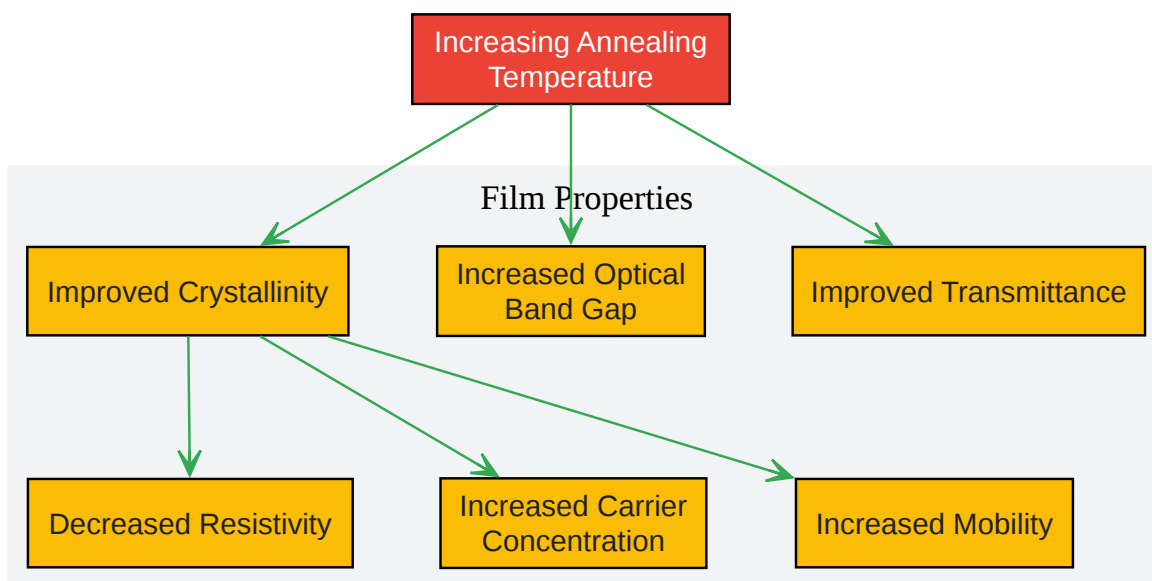 Increasing Annealing
Temperature
Film Properties
Improved Crystallinity
Increased Optical
Band Gap
Improved Transmittance
Decreased Resistivity
Increased Carrier
Concentration
Increased Mobility